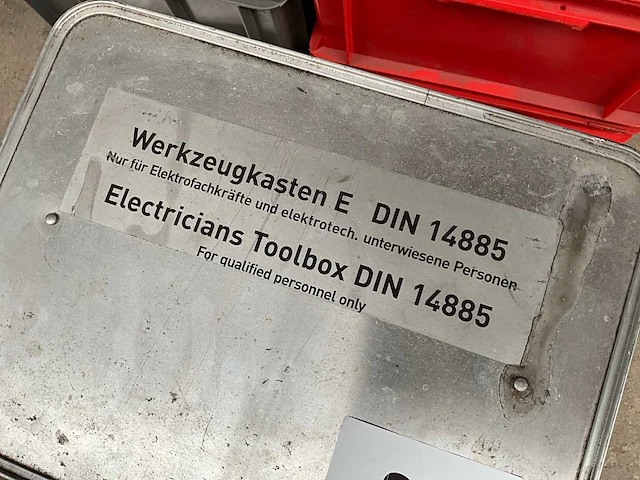 Werkzeugkasten E DIN 14885
Nur für Elektrofachkräfte und elektrotech. unterwiesene Personen
Electricians Toolbox DIN 14885
For qualified personnel only